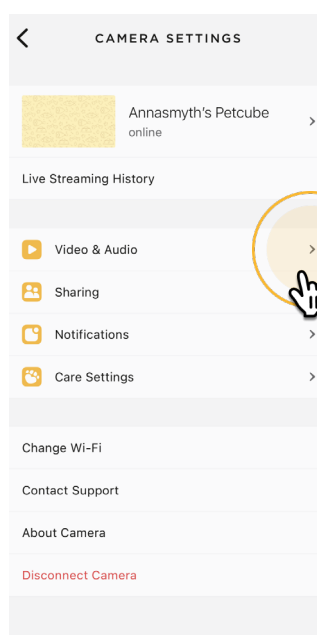 CAMERA SETTINGS
Annasmyth's Petcube
online
Live Streaming History
Video & Audio
Sharing
Notifications
Care Settings
Change Wi-Fi
Contact Support
About Camera
Disconnect Camera